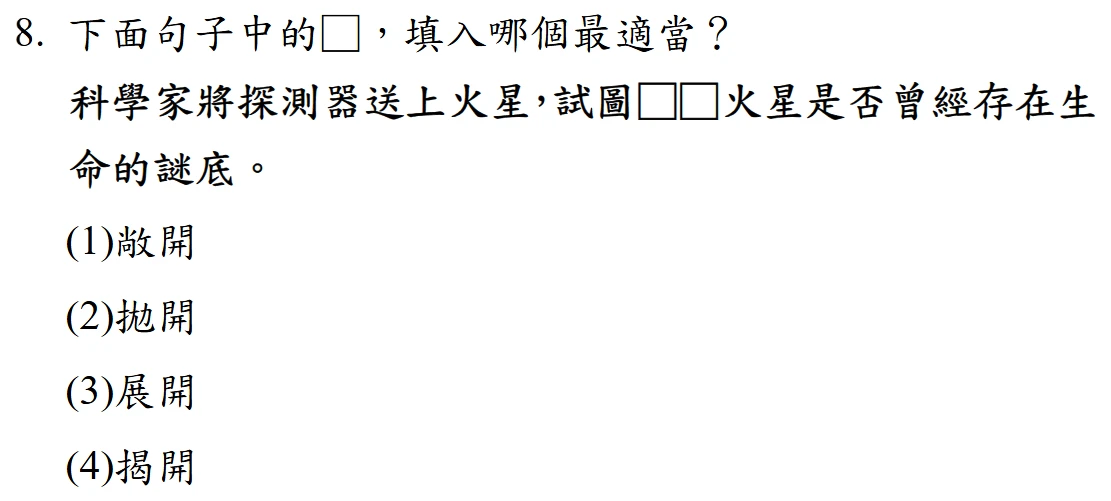 8. 下面句子中的□，填入哪個最適當？
科學家將探測器送上火星，試圖□□火星是否曾經存在生
命的謎底。
(1)敞開
(2)拋開
(3)展開
(4)揭開